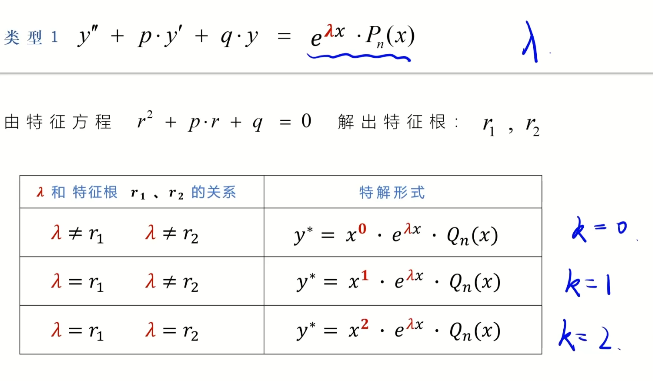 类型1 y″ + p·y′ + q·y = e^{λx} · P_n(x) λ
由特征方程 r² + p·r + q = 0 解出特征根: r₁ , r₂
λ 和 特征根 r₁ 、 r₂ 的关系 特解形式
λ ≠ r₁ λ ≠ r₂ y* = x⁰ · e^{λx} · Q_n(x) k=0
λ = r₁ λ ≠ r₂ y* = x¹ · e^{λx} · Q_n(x) k=1
λ = r₁ λ = r₂ y* = x² · e^{λx} · Q_n(x) k=2